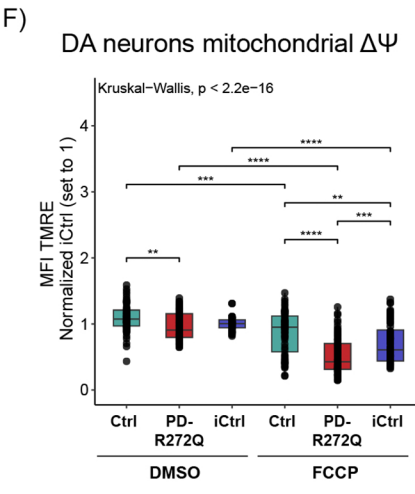 F)
DA neurons mitochondrial ΔΨ
Kruskal−Wallis, p < 2.2e−16
MFI TMRE
Normalized iCtrl (set to 1)
4
3
2
1
0
****
****
***
**
***
**
****
Ctrl PD-R272Q iCtrl Ctrl PD-R272Q iCtrl
DMSO FCCP